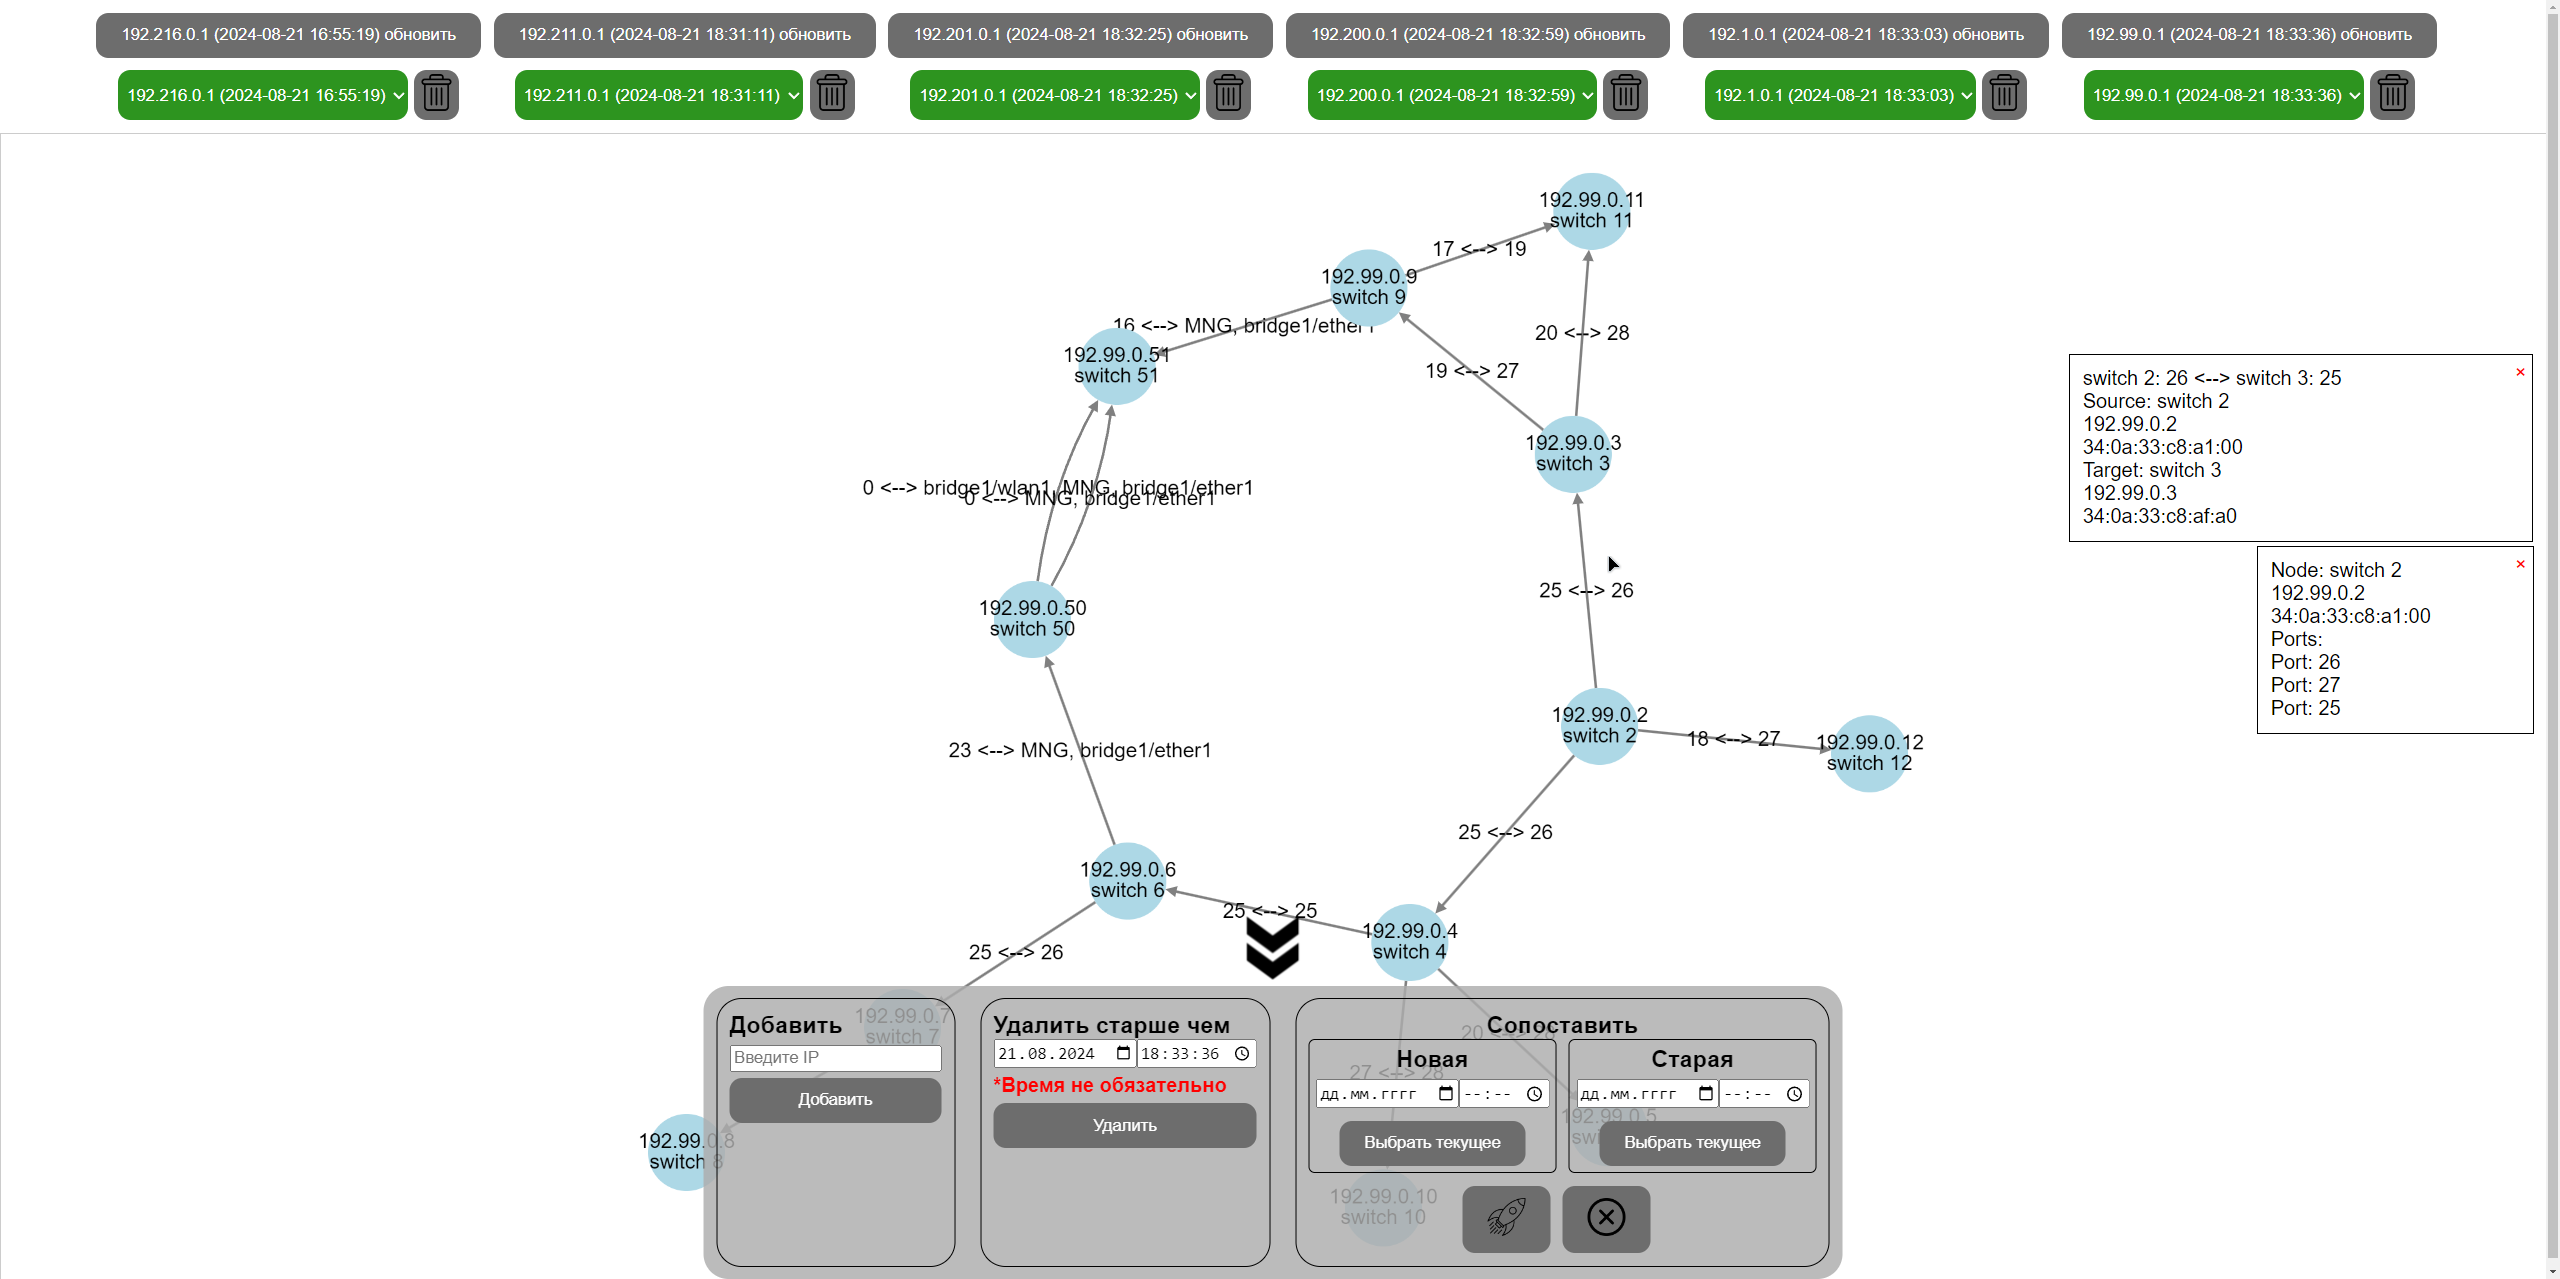 192.216.0.1 (2024-08-21 16:55:19) обновить
192.211.0.1 (2024-08-21 18:31:11) обновить
192.201.0.1 (2024-08-21 18:32:25) обновить
192.200.0.1 (2024-08-21 18:32:59) обновить
192.1.0.1 (2024-08-21 18:33:03) обновить
192.99.0.1 (2024-08-21 18:33:36) обновить
192.216.0.1 (2024-08-21 16:55:19)
192.211.0.1 (2024-08-21 18:31:11)
192.201.0.1 (2024-08-21 18:32:25)
192.200.0.1 (2024-08-21 18:32:59)
192.1.0.1 (2024-08-21 18:33:03)
192.99.0.1 (2024-08-21 18:33:36)
192.99.0.11
switch 11
17 <--> 19
192.99.0.9
switch 9
16 <--> MNG, bridge1/ether1
20 <--> 28
192.99.0.51
switch 51
19 <--> 27
192.99.0.3
switch 3
0 <--> bridge1/wlan1, MNG, bridge1/ether1
0 <--> MNG, bridge1/ether1
25 <--> 26
192.99.0.50
switch 50
192.99.0.2
switch 2
18 <--> 27
192.99.0.12
switch 12
23 <--> MNG, bridge1/ether1
25 <--> 26
192.99.0.6
switch 6
25 <--> 25
192.99.0.4
switch 4
25 <--> 26
switch 2: 26 <--> switch 3: 25
Source: switch 2
192.99.0.2
34:0a:33:c8:a1:00
Target: switch 3
192.99.0.3
34:0a:33:c8:af:a0
Node: switch 2
192.99.0.2
34:0a:33:c8:a1:00
Ports:
Port: 26
Port: 27
Port: 25
192.99.0.7
switch 7
192.99.0.8
switch 8
Добавить
Введите IP
Добавить
Удалить старше чем
21.08.2024
18:33:36
*Время не обязательно
Удалить
Сопоставить
20 <--> 26
Новая
27 <--> 28
дд.мм.гггг
--:--
Выбрать текущее
Старая
дд.мм.гггг
--:--
192.99.0.5
Выбрать текущее
192.99.0.10
switch 10